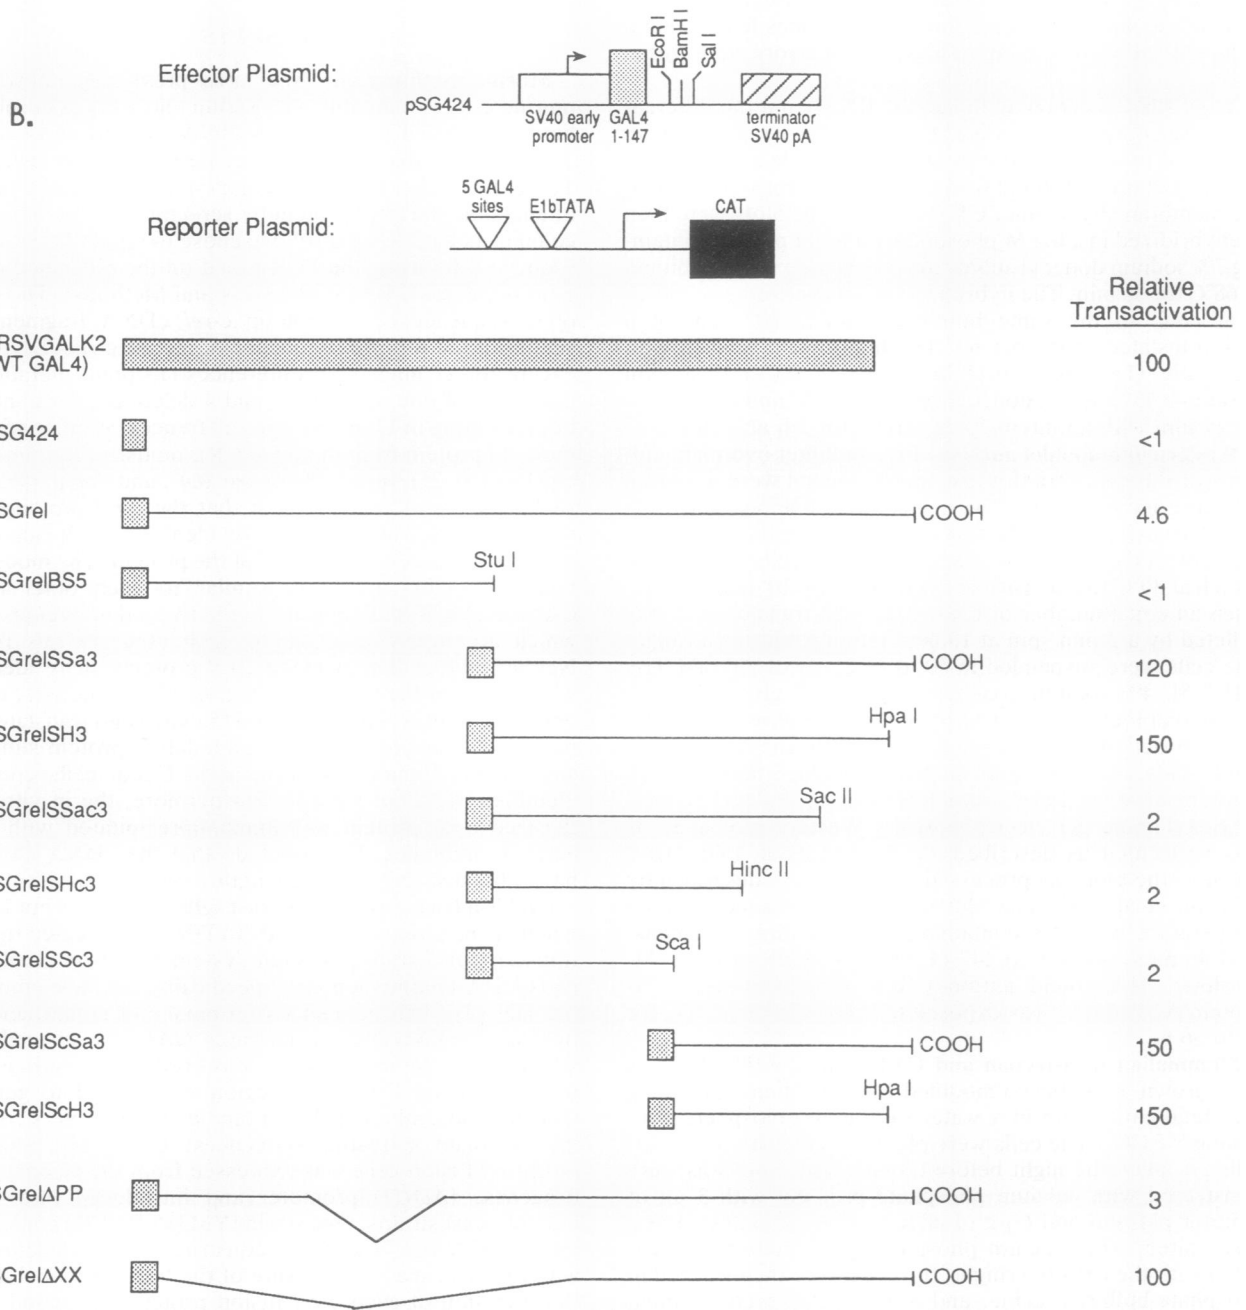 B.
Effector Plasmid:
pSG424
EcoR I
BamH I
Sal I
SV40 early
promoter
GAL4
1-147
terminator
SV40 pA
Reporter Plasmid:
5 GAL4
sites
E1bTATA
CAT
Relative
Transactivation
RSVGALK2
WT GAL4)
100
SG424
<1
SGrel
COOH
4.6
SGrelBS5
Stu I
< 1
SGrelSSa3
COOH
120
SGrelSH3
Hpa I
150
SGrelSSac3
Sac II
2
SGrelSHc3
Hinc II
2
SGrelSSc3
Sca I
2
SGrelScSa3
COOH
150
SGrelScH3
Hpa I
150
SGrelΔPP
COOH
3
SGrelΔXX
COOH
100